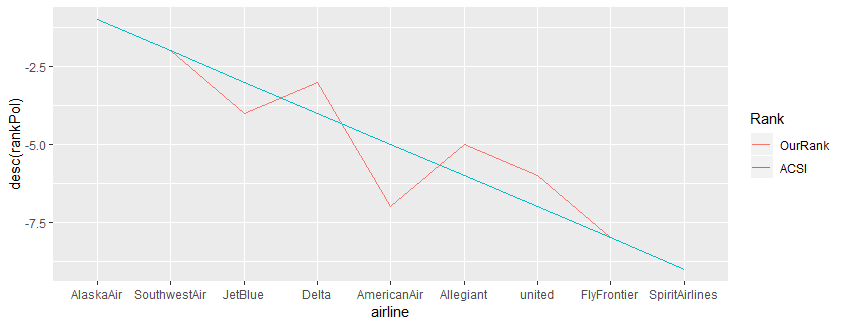 desc(rankPol)
-2.5
-5.0
-7.5
AlaskaAir SouthwestAir JetBlue Delta AmericanAir Allegiant united FlyFrontier SpiritAirlines
airline
Rank
OurRank
ACSI